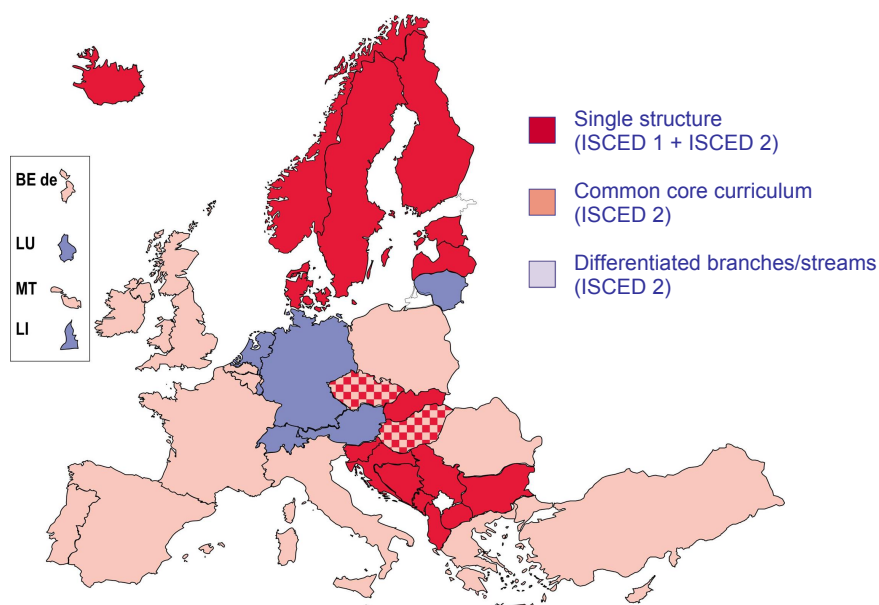 Single structure
(ISCED 1 + ISCED 2)
BE de
Common core curriculum
(ISCED 2)
LU
Differentiated branches/streams
(ISCED 2)
MT
LI